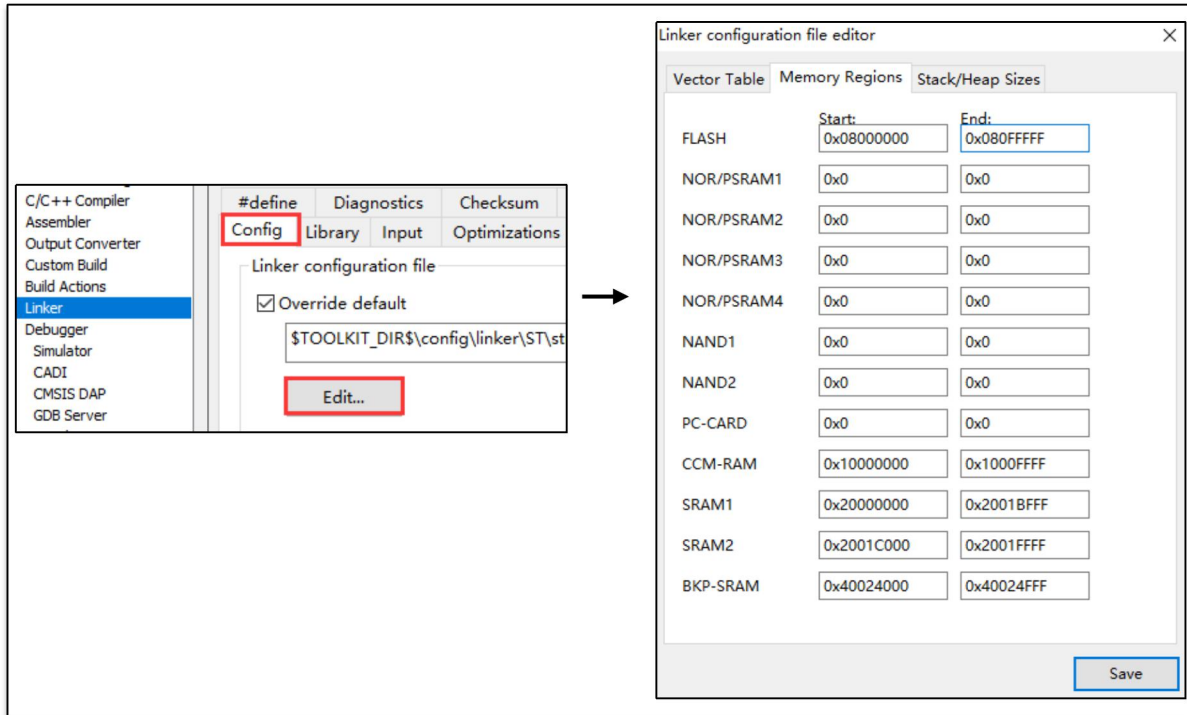 C/C++ Compiler
Assembler
Output Converter
Custom Build
Build Actions
Linker
Debugger
Simulator
CADI
CMSIS DAP
GDB Server
#define Diagnostics Checksum
Config Library Input Optimizations
Linker configuration file
Override default
$TOOLKIT_DIR$\config\linker\ST\st
Edit...
Linker configuration file editor
Vector Table Memory Regions Stack/Heap Sizes
Start: End:
FLASH 0x08000000 0x080FFFFF
NOR/PSRAM1 0x0 0x0
NOR/PSRAM2 0x0 0x0
NOR/PSRAM3 0x0 0x0
NOR/PSRAM4 0x0 0x0
NAND1 0x0 0x0
NAND2 0x0 0x0
PC-CARD 0x0 0x0
CCM-RAM 0x10000000 0x1000FFFF
SRAM1 0x20000000 0x2001BFFF
SRAM2 0x2001C000 0x2001FFFF
BKP-SRAM 0x40024000 0x40024FFF
Save